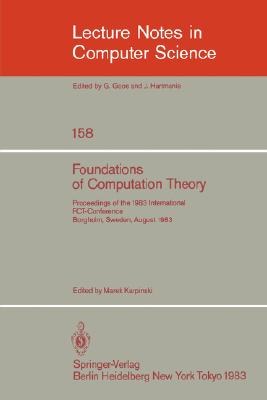 Lecture Notes in
Computer Science
Edited by G. Goos and J. Hartmanis
158
Foundations
of Computation Theory
Proceedings of the 1983 International
FCT-Conference
Borgholm, Sweden, August 1983
Edited by Marek Karpinski
Springer-Verlag
Berlin Heidelberg New York Tokyo 1983